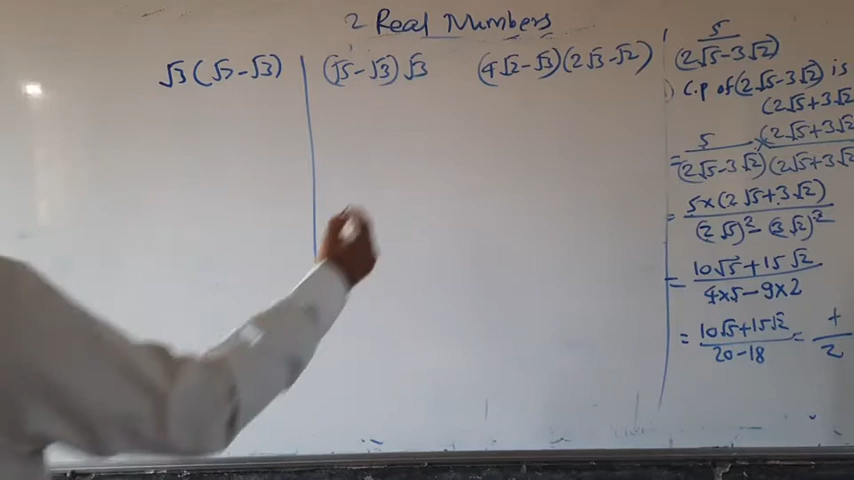 2 Real Numbers
√3(√5-√3)
(√5-√3)√3
(4√2-√3)(2√3-√2)
5/(2√5-3√2)
) C.P of (2√5-3√2) is
(2√5+3√2
= 5/(2√5-3√2) × (2√5+3√2/(2√5+3√2
= 5×(2√5+3√2)/(2√5)²-(3√2)²
= 10√5+15√2/4×5-9×2
= 10√5+15√2/20-18 = +/2